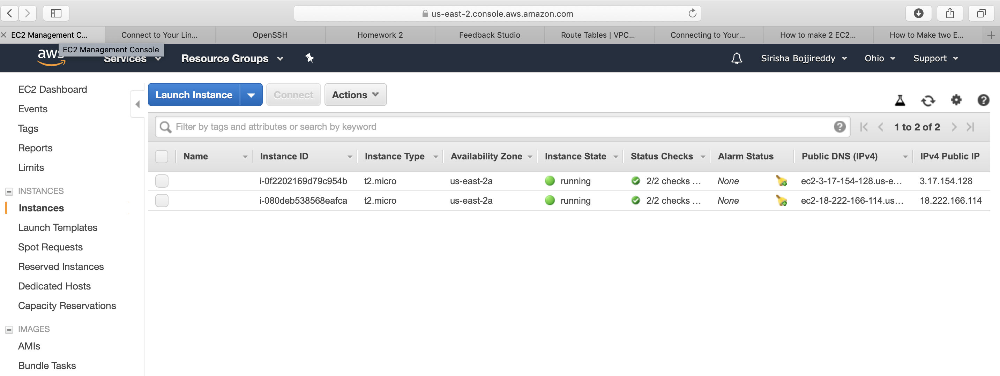 us-east-2.console.aws.amazon.com
EC2 Management C...
Connect to Your Lin...
OpenSSH
Homework 2
Feedback Studio
Route Tables | VPC...
Connecting to Your...
How to make 2 EC2...
How to Make two E...
EC2 Management Console
aws
Services
Resource Groups
Sirisha Bojjireddy
Ohio
Support
EC2 Dashboard
Events
Tags
Reports
Limits
INSTANCES
Instances
Launch Templates
Spot Requests
Reserved Instances
Dedicated Hosts
Capacity Reservations
IMAGES
AMIs
Bundle Tasks
Launch Instance
Connect
Actions
Filter by tags and attributes or search by keyword
1 to 2 of 2
Name Instance ID Instance Type Availability Zone Instance State Status Checks Alarm Status Public DNS (IPv4) IPv4 Public IP
i-0f2202169d79c954b t2.micro us-east-2a running 2/2 checks ... None ec2-3-17-154-128.us-e... 3.17.154.128
i-080deb538568eafca t2.micro us-east-2a running 2/2 checks ... None ec2-18-222-166-114.us... 18.222.166.114